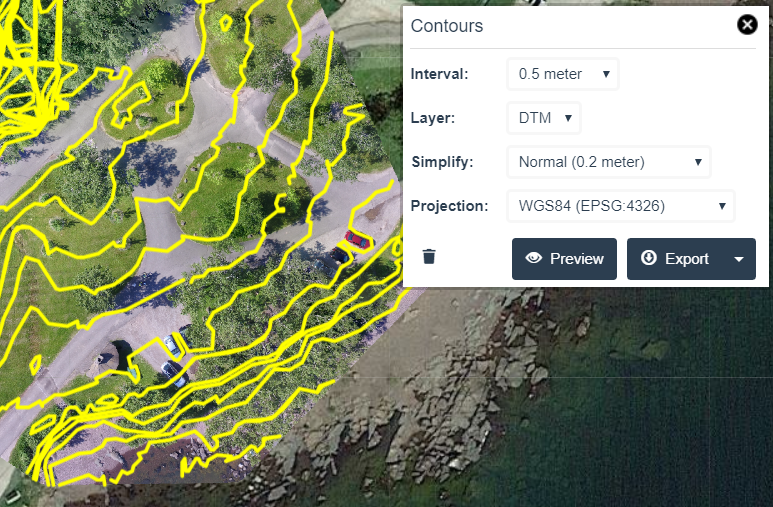 Contours
Interval: 0.5 meter
Layer: DTM
Simplify: Normal (0.2 meter)
Projection: WGS84 (EPSG:4326)
Preview Export